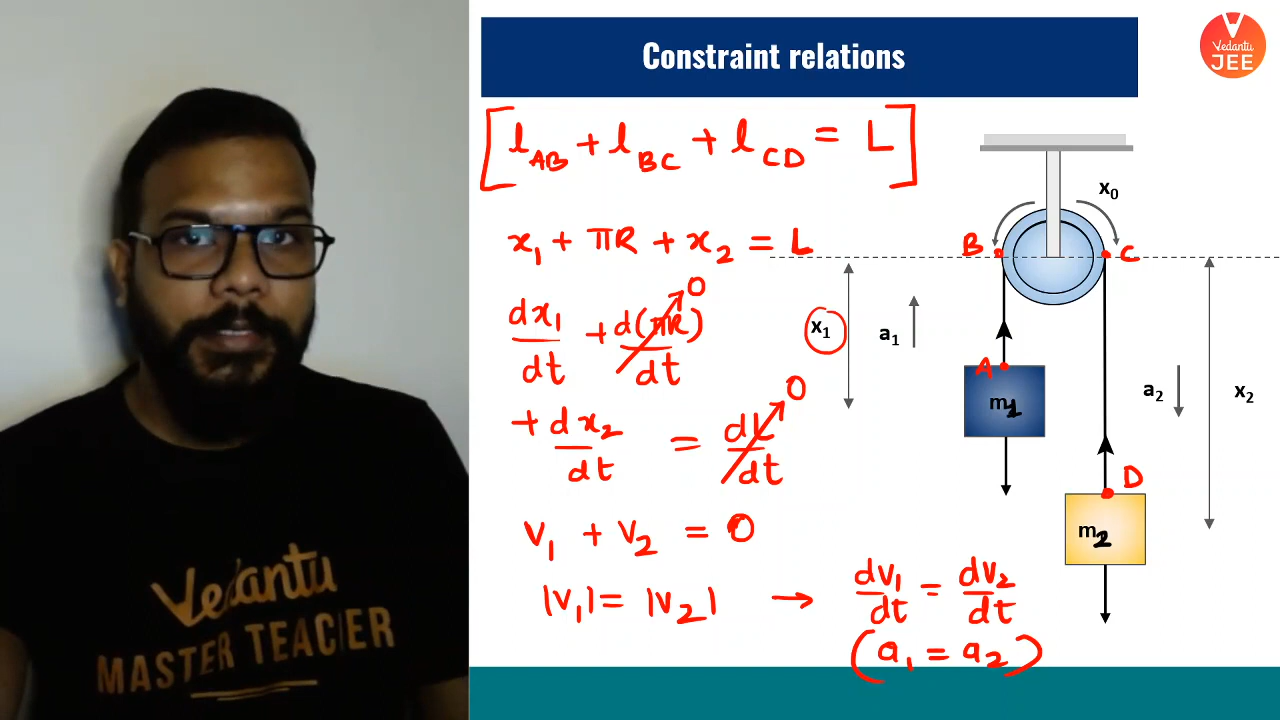 Constraint relations
Vedantu
JEE
[l_AB + l_BC + l_CD = L]
x₁ + πR + x₂ = L
dx₁/dt + d(πR)/dt → 0
+ dx₂/dt = dL/dt → 0
v₁ + v₂ = 0
|v₁| = |v₂| → dv₁/dt = dv₂/dt
(a₁ = a₂)
x₀
B
C
x₁
a₁
A
m₁
a₂
x₂
D
m₂
Vedantu
MASTER TEACHER